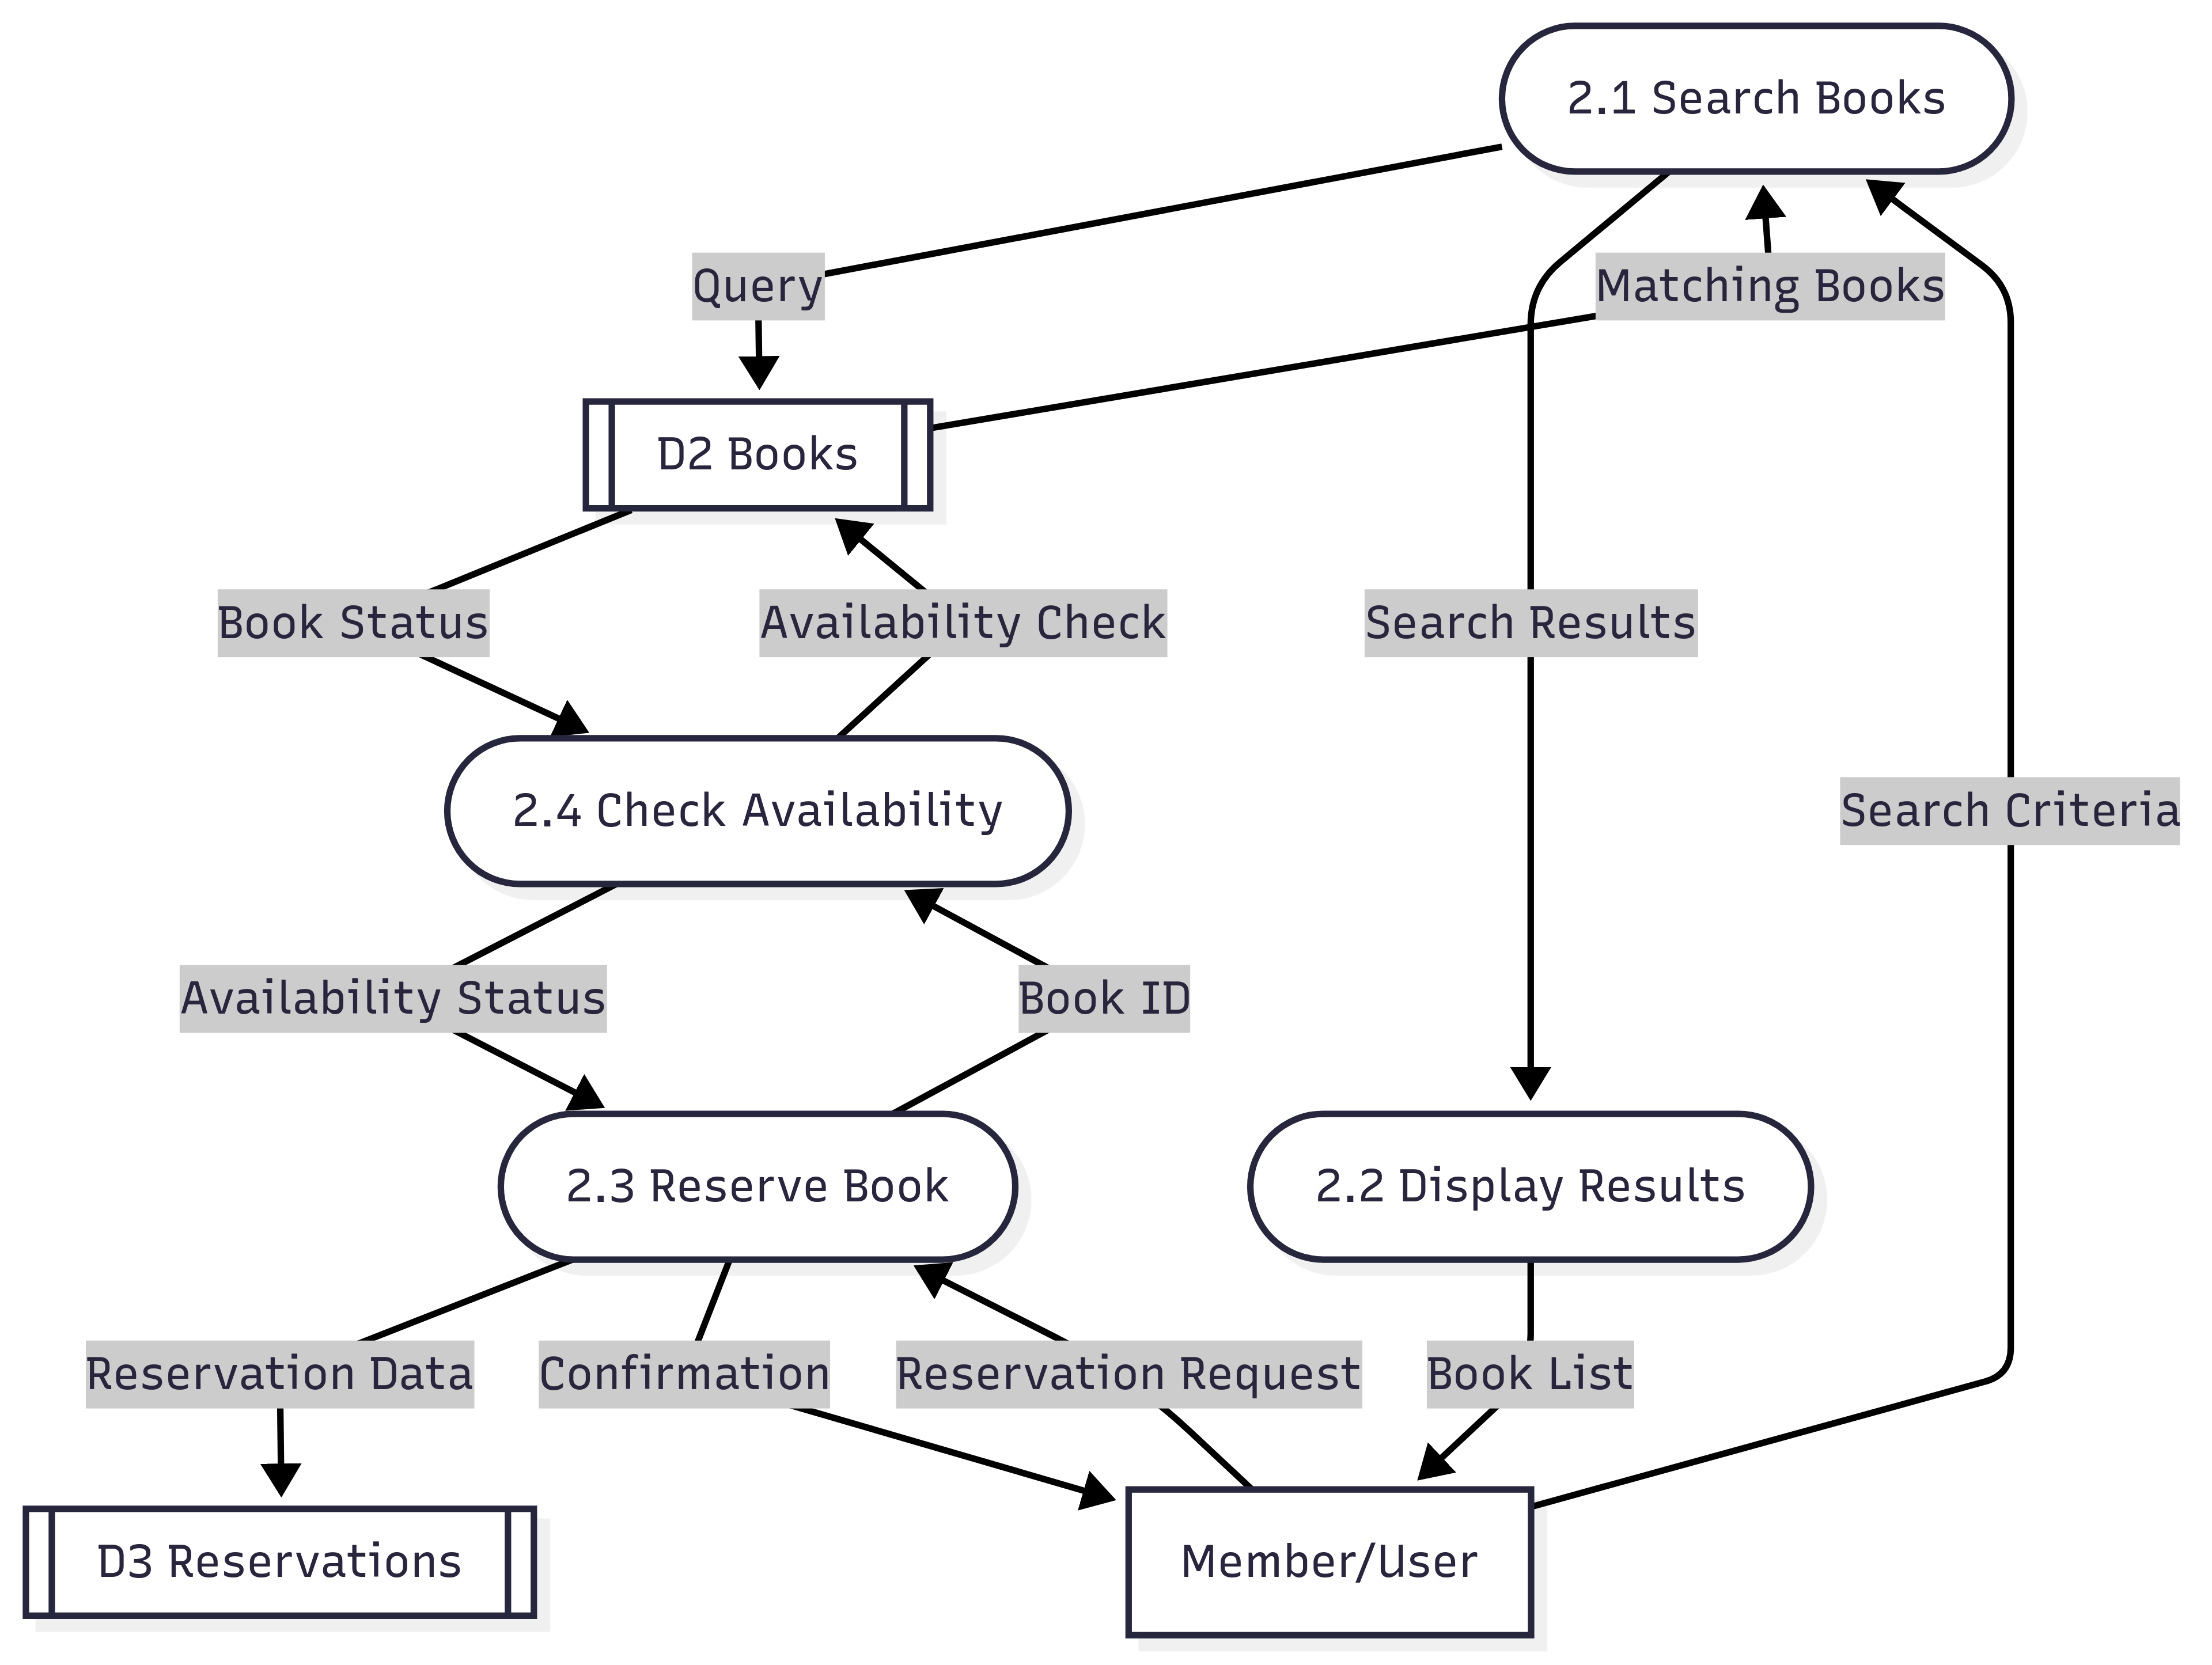 2.1 Search Books
Query
Matching Books
D2 Books
Book Status
Availability Check
Search Results
2.4 Check Availability
Search Criteria
Availability Status
Book ID
2.3 Reserve Book
2.2 Display Results
Reservation Data
Confirmation
Reservation Request
Book List
D3 Reservations
Member/User